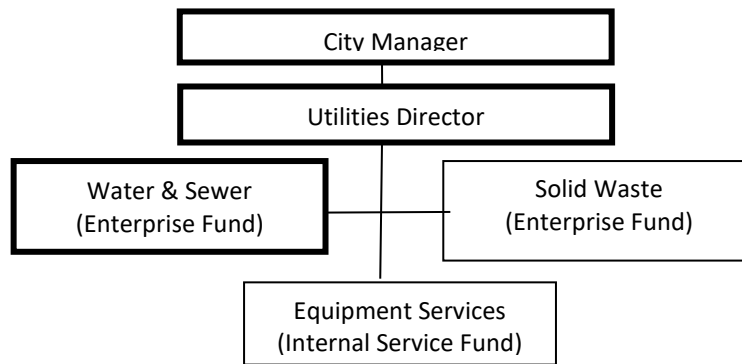 City Manager
Utilities Director
Water & Sewer
(Enterprise Fund)
Solid Waste
(Enterprise Fund)
Equipment Services
(Internal Service Fund)